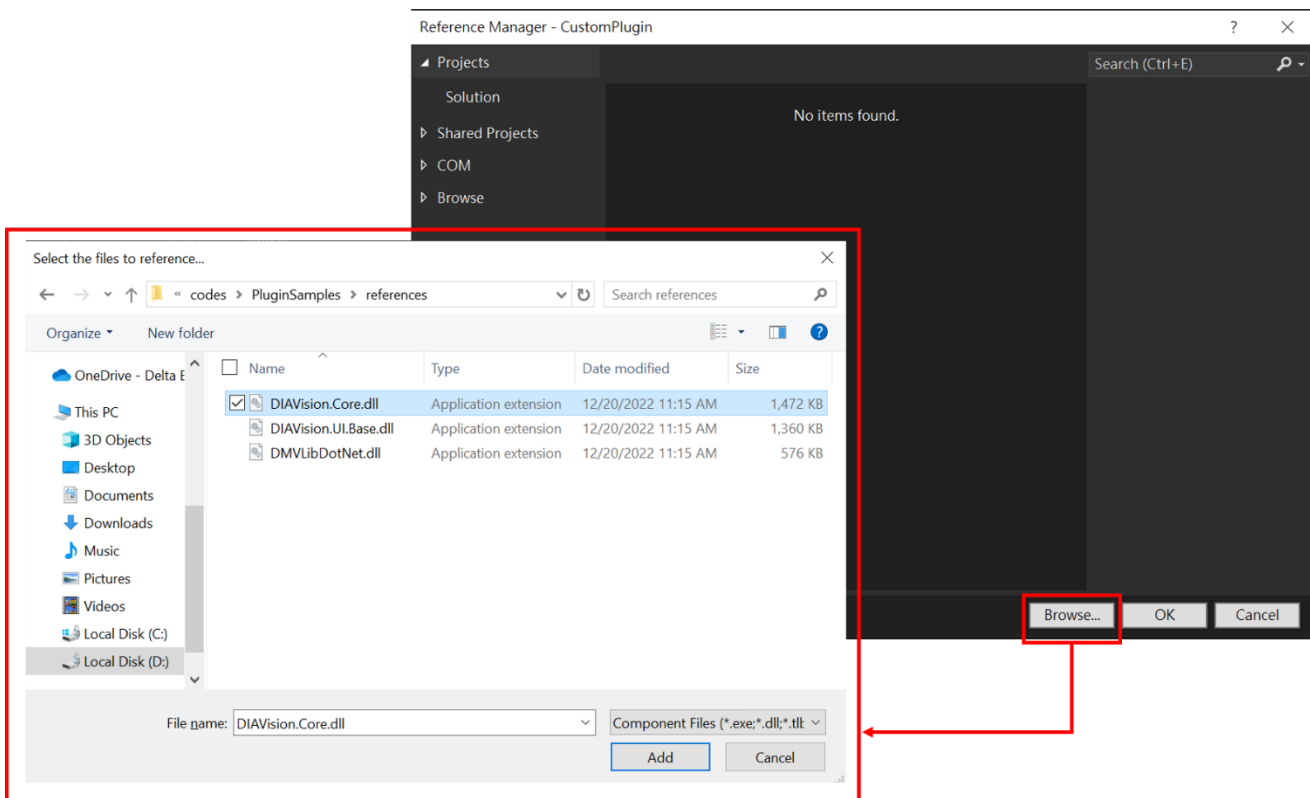 Reference Manager - CustomPlugin ?
Projects
Search (Ctrl+E)
Solution
No items found.
Shared Projects
COM
Browse
Select the files to reference...
« codes > PluginSamples > references
Search references
Organize
New folder
?
Name Type Date modified Size
OneDrive - Delta E
This PC
3D Objects
Desktop
Documents
Downloads
Music
Pictures
Videos
Local Disk (C:)
Local Disk (D:)
DIAVision.Core.dll Application extension 12/20/2022 11:15 AM 1,472 KB
DIAVision.UI.Base.dll Application extension 12/20/2022 11:15 AM 1,360 KB
DMVLibDotNet.dll Application extension 12/20/2022 11:15 AM 576 KB
Browse... OK Cancel
File name: DIAVision.Core.dll
Component Files (*.exe;*.dll;*.tlb
Add Cancel